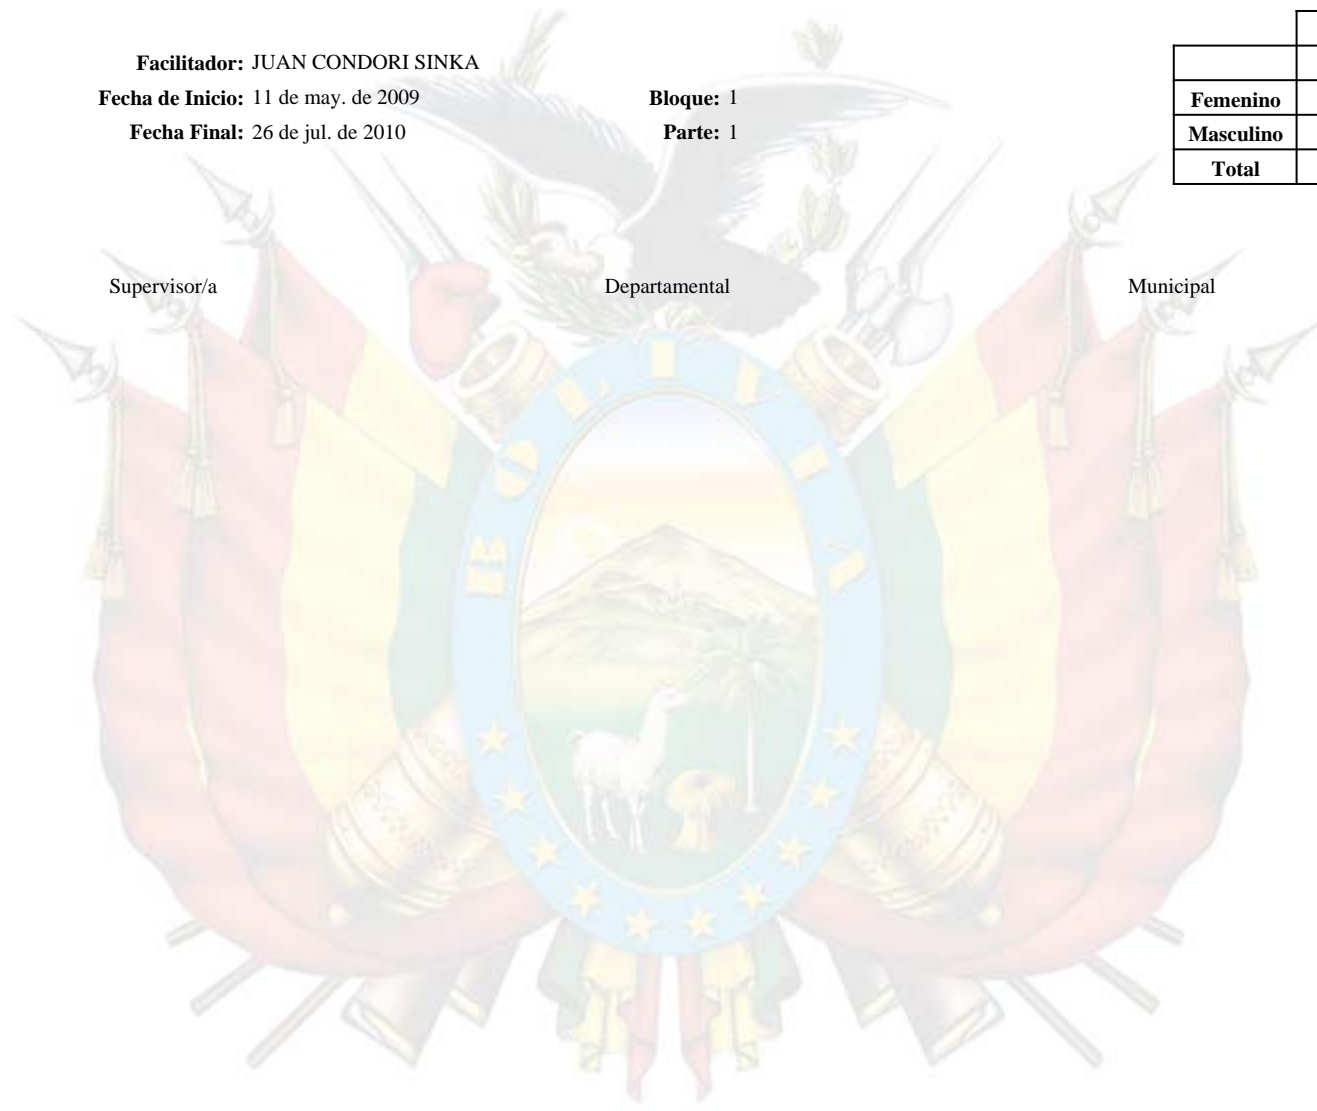 Facilitador: JUAN CONDORI SINKA
Fecha de Inicio: 11 de may. de 2009 Bloque: 1
Fecha Final: 26 de jul. de 2010 Parte: 1
Femenino
Masculino
Total
Supervisor/a Departamental Municipal
BOLIVIA